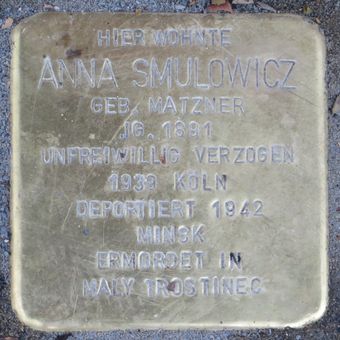 HIER WOHNTE
ANNA SMULOWICZ
GEB. MATZNER
JG. 1891
UNFREIWILLIG VERZOGEN
1939 KÖLN
DEPORTIERT 1942
MINSK
ERMORDET IN
MALY TROSTINEC